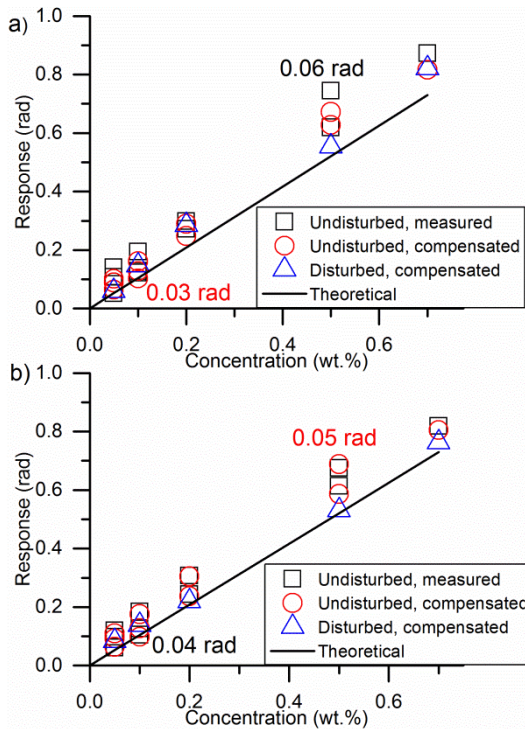 a)
1.0
0.8
0.6
0.4
0.2
0.0
Response (rad)
0.06 rad
0.03 rad
Undisturbed, measured
Undisturbed, compensated
Disturbed, compensated
Theoretical
0.0 0.2 0.4 0.6
Concentration (wt.%)
b)
1.0
0.8
0.6
0.4
0.2
0.0
Response (rad)
0.05 rad
0.04 rad
Undisturbed, measured
Undisturbed, compensated
Disturbed, compensated
Theoretical
0.0 0.2 0.4 0.6
Concentration (wt.%)